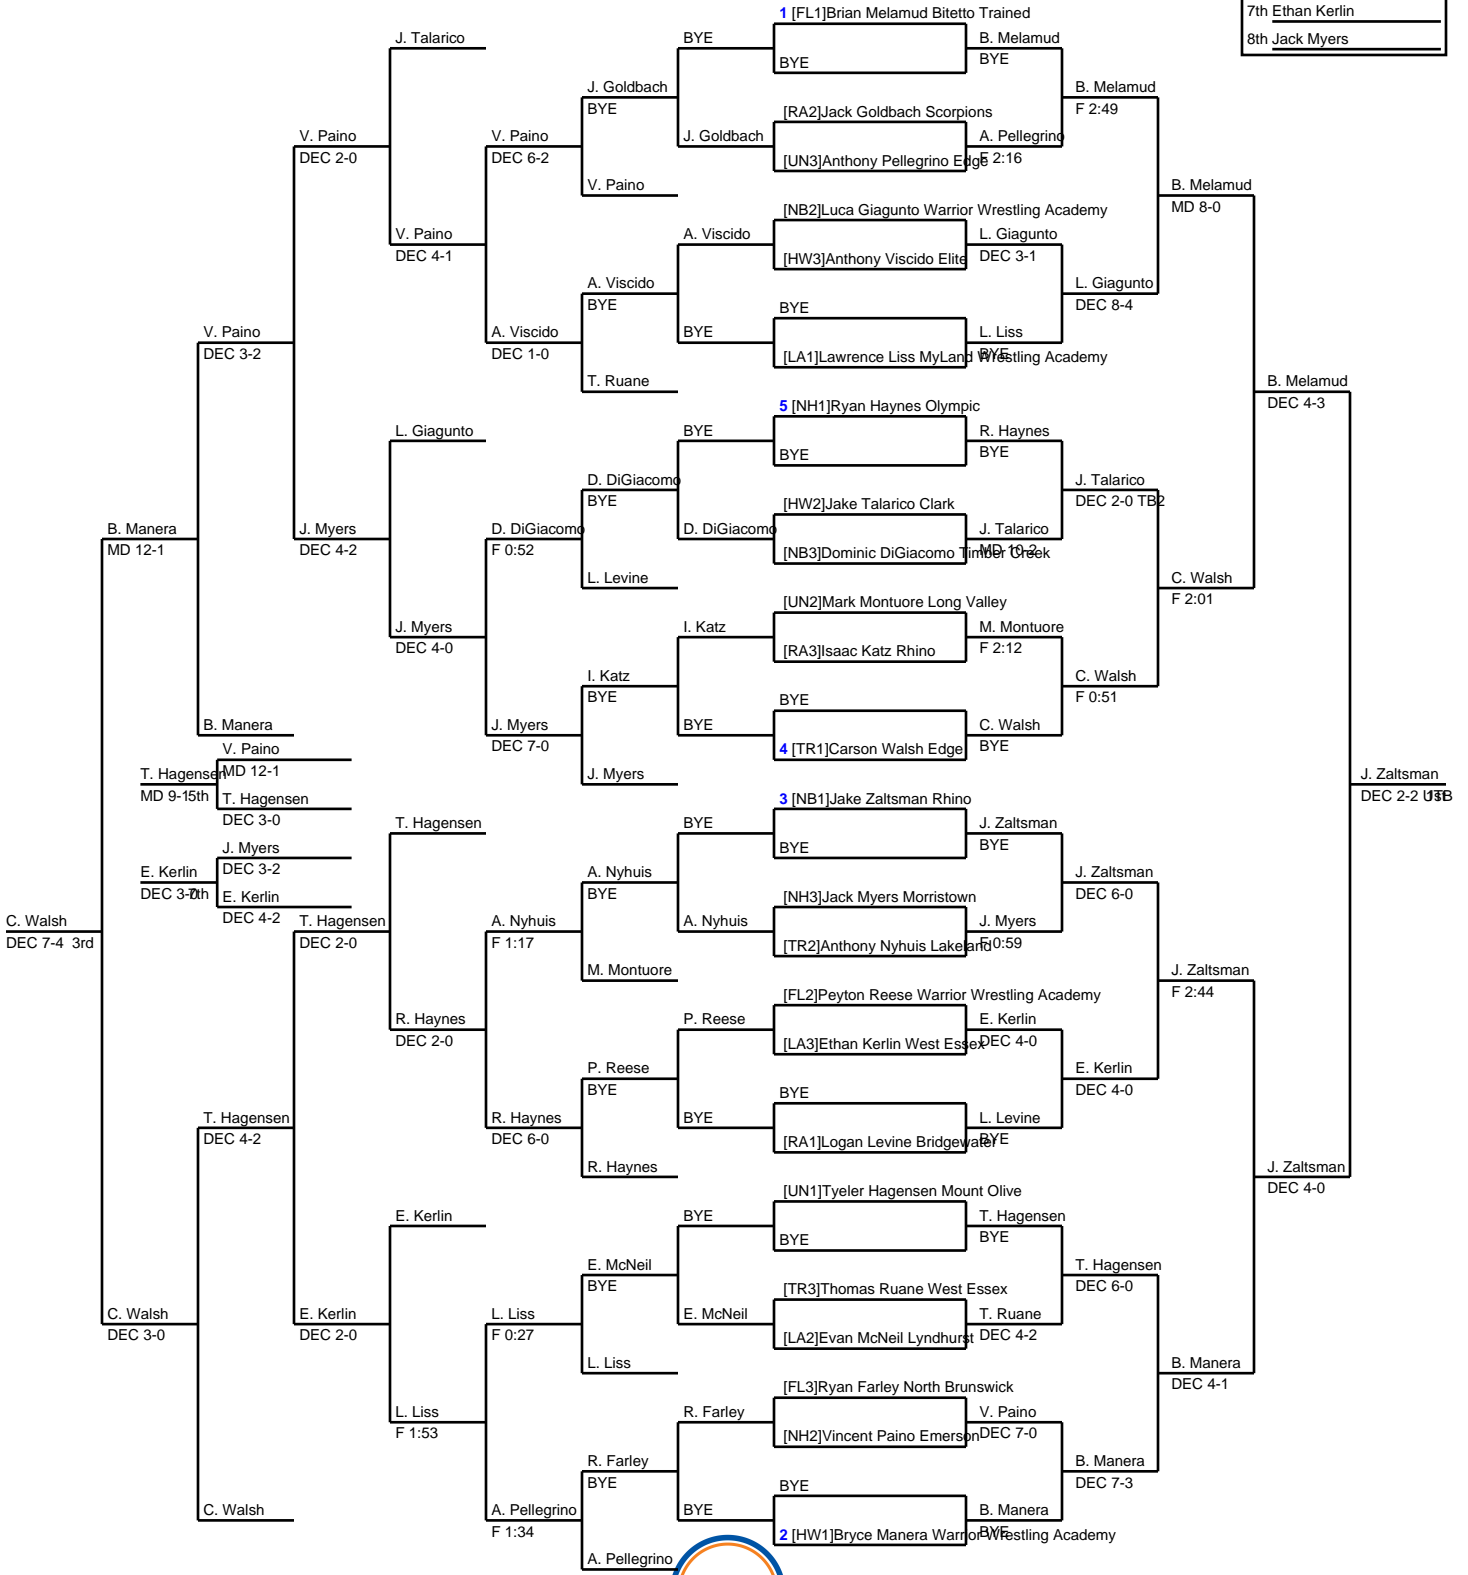 1 [FL1]Brian Melamud Bitetto Trained
7th Ethan Kerlin
J. Talarico
BYE
B. Melamud
8th Jack Myers
BYE
BYE
J. Goldbach
B. Melamud
BYE
[RA2]Jack Goldbach Scorpions
F 2:49
V. Paino
V. Paino
J. Goldbach
A. Pellegrino
DEC 2-0
DEC 6-2
[UN3]Anthony Pellegrino Edge
F 2:16
V. Paino
B. Melamud
MD 8-0
[NB2]Luca Giagunto Warrior Wrestling Academy
V. Paino
A. Viscido
L. Giagunto
DEC 4-1
[HW3]Anthony Viscido Elite
DEC 3-1
A. Viscido
L. Giagunto
BYE
BYE
DEC 8-4
V. Paino
A. Viscido
BYE
L. Liss
DEC 3-2
DEC 1-0
[LA1]Lawrence Liss MyLand Wrestling Academy
BYE
T. Ruane
B. Melamud
DEC 4-3
5 [NH1]Ryan Haynes Olympic
L. Giagunto
BYE
R. Haynes
BYE
BYE
D. DiGiacomo
J. Talarico
BYE
[HW2]Jake Talarico Clark
DEC 2-0 TB2
B. Manera
J. Myers
D. DiGiacomo
D. DiGiacomo
J. Talarico
MD 12-1
DEC 4-2
F 0:52
[NB3]Dominic DiGiacomo Timber Creek
MD 10-2
L. Levine
C. Walsh
F 2:01
[UN2]Mark Montuore Long Valley
J. Myers
I. Katz
M. Montuore
DEC 4-0
[RA3]Isaac Katz Rhino
F 2:12
I. Katz
C. Walsh
BYE
BYE
F 0:51
B. Manera
J. Myers
BYE
C. Walsh
DEC 7-0
4 [TR1]Carson Walsh Edge
BYE
V. Paino
T. Hagensen
MD 12-1
J. Myers
J. Zaltsman
MD 9-1 5th
T. Hagensen
3 [NB1]Jake Zaltsman Rhino
DEC 2-2 UTB 1st
DEC 3-0
T. Hagensen
BYE
J. Zaltsman
J. Myers
BYE
BYE
E. Kerlin
DEC 3-2
A. Nyhuis
J. Zaltsman
DEC 3-0 7th
E. Kerlin
BYE
[NH3]Jack Myers Morristown
DEC 6-0
C. Walsh
DEC 4-2
T. Hagensen
A. Nyhuis
A. Nyhuis
J. Myers
DEC 7-4 3rd
DEC 2-0
F 1:17
[TR2]Anthony Nyhuis Lakeland
F 0:59
M. Montuore
J. Zaltsman
F 2:44
[FL2]Peyton Reese Warrior Wrestling Academy
R. Haynes
P. Reese
E. Kerlin
DEC 2-0
[LA3]Ethan Kerlin West Essex
DEC 4-0
P. Reese
E. Kerlin
BYE
BYE
DEC 4-0
T. Hagensen
R. Haynes
BYE
L. Levine
DEC 4-2
DEC 6-0
[RA1]Logan Levine Bridgewater
BYE
R. Haynes
J. Zaltsman
DEC 4-0
[UN1]Tyeler Hagensen Mount Olive
E. Kerlin
BYE
T. Hagensen
BYE
BYE
E. McNeil
T. Hagensen
BYE
[TR3]Thomas Ruane West Essex
DEC 6-0
C. Walsh
E. Kerlin
L. Liss
E. McNeil
T. Ruane
DEC 3-0
DEC 2-0
F 0:27
[LA2]Evan McNeil Lyndhurst
DEC 4-2
L. Liss
B. Manera
DEC 4-1
[FL3]Ryan Farley North Brunswick
L. Liss
R. Farley
V. Paino
F 1:53
[NH2]Vincent Paino Emerson
DEC 7-0
R. Farley
B. Manera
BYE
BYE
DEC 7-3
C. Walsh
A. Pellegrino
BYE
B. Manera
F 1:34
2 [HW1]Bryce Manera Warrior Wrestling Academy
BYE
A. Pellegrino